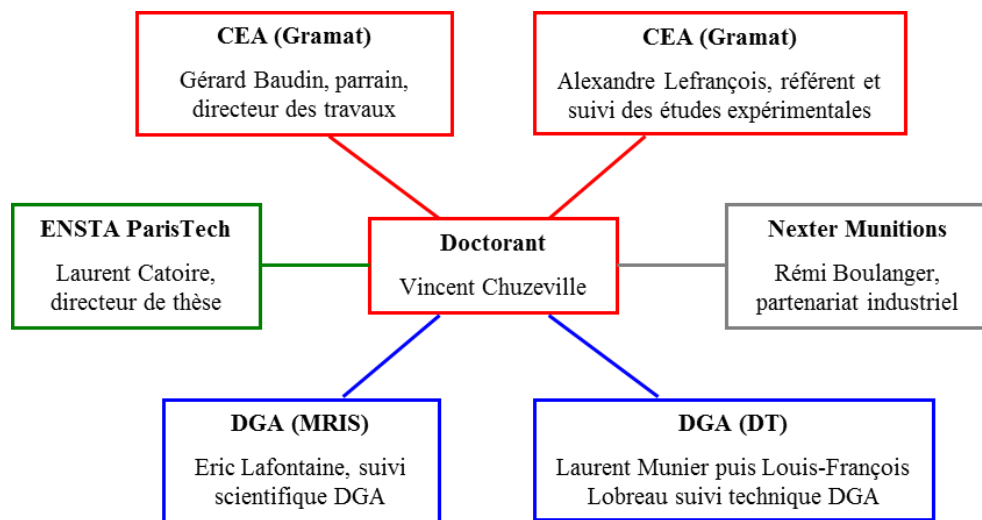 CEA (Gramat)
Gérard Baudin, parrain,
directeur des travaux
CEA (Gramat)
Alexandre Lefrançois, référent et
suivi des études expérimentales
ENSTA ParisTech
Laurent Catoire,
directeur de thèse
Doctorant
Vincent Chuzeville
Nexter Munitions
Rémi Boulanger,
partenariat industriel
DGA (MRIS)
Eric Lafontaine, suivi
scientifique DGA
DGA (DT)
Laurent Munier puis Louis-François
Lobreau suivi technique DGA